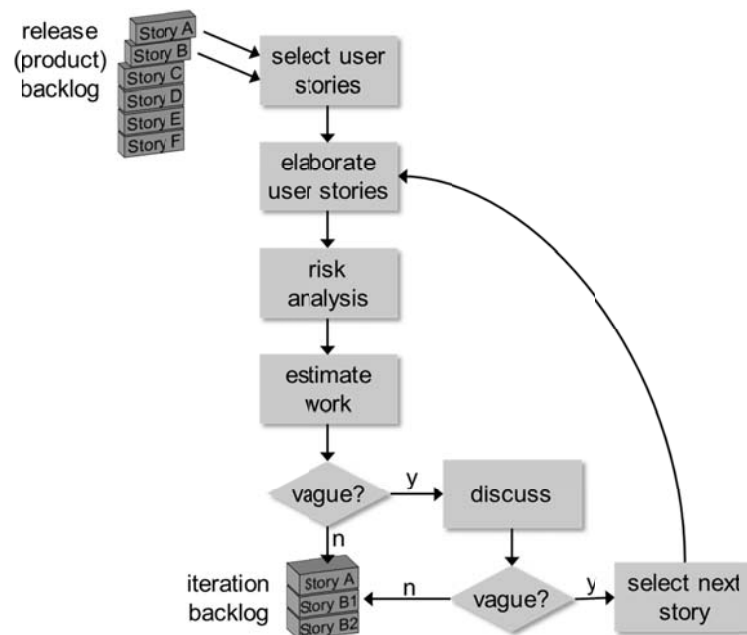 release
(product)
backlog
Story A
Story B
Story C
Story D
Story E
Story F
select user
stories
elaborate
user stories
risk
analysis
estimate
work
vague?
y
discuss
n
iteration
backlog
Story A
Story B1
Story B2
n
vague?
y
select next
story